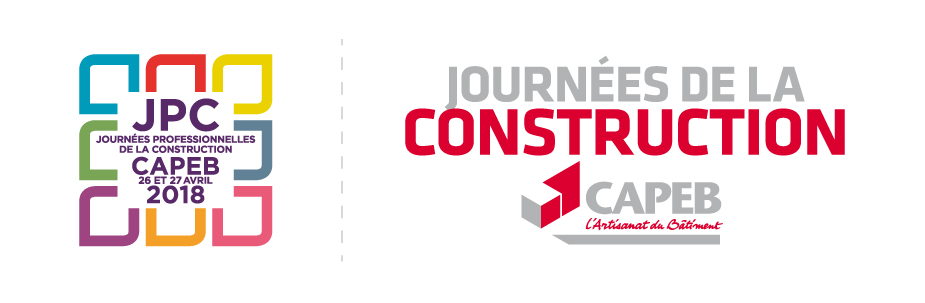 JPC
JOURNÉES PROFESSIONNELLES
DE LA CONSTRUCTION
CAPEB
26 ET 27 AVRIL
2018
JOURNÉES DE LA
CONSTRUCTION
CAPEB
L'Artisanat du Bâtiment